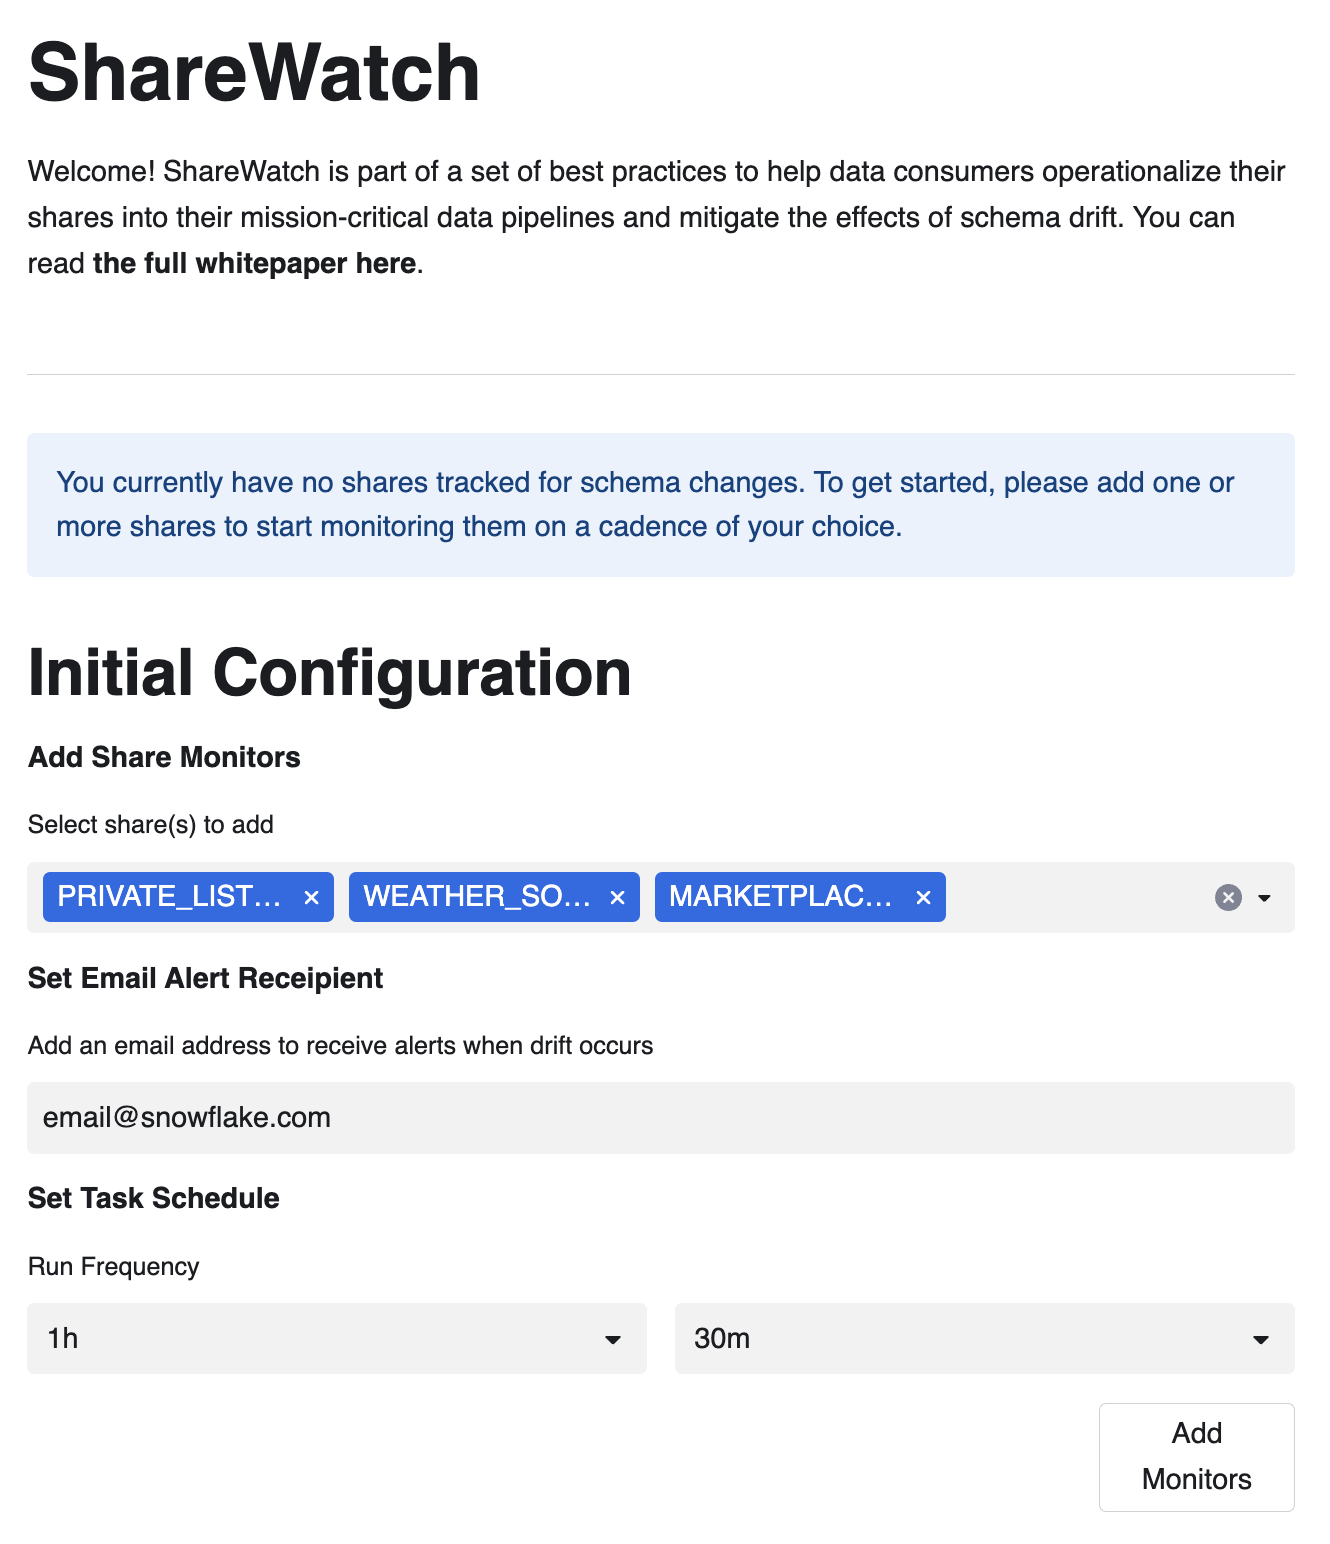 ShareWatch
Welcome! ShareWatch is part of a set of best practices to help data consumers operationalize their
shares into their mission-critical data pipelines and mitigate the effects of schema drift. You can
read the full whitepaper here.
You currently have no shares tracked for schema changes. To get started, please add one or
more shares to start monitoring them on a cadence of your choice.
Initial Configuration
Add Share Monitors
Select share(s) to add
PRIVATE_LIST... WEATHER_SO... MARKETPLAC...
Set Email Alert Receipient
Add an email address to receive alerts when drift occurs
email@snowflake.com
Set Task Schedule
Run Frequency
1h 30m
Add
Monitors